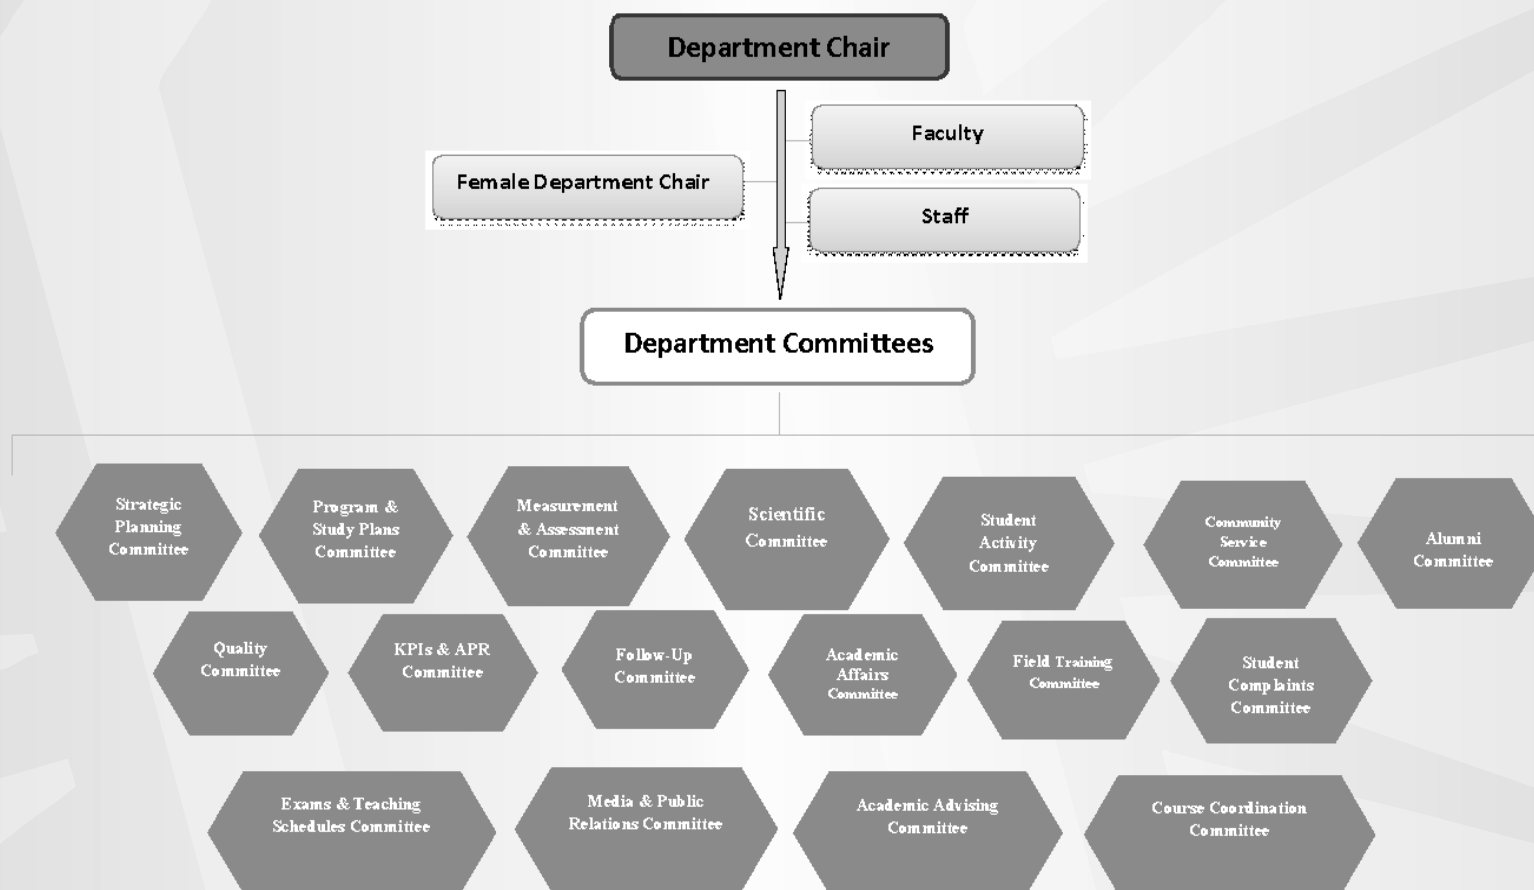 Department Chair
Faculty
Female Department Chair
Staff
Department Committees
Strategic
Planning
Committee
Program &
Study Plans
Committee
Measurement
& Assessment
Committee
Scientific
Committee
Student
Activity
Committee
Community
Service
Committee
Alumni
Committee
Quality
Committee
KPIs & APR
Committee
Follow-Up
Committee
Academic
Affairs
Committee
Field Training
Committee
Student
Complaints
Committee
Exams & Teaching
Schedules Committee
Media & Public
Relations Committee
Academic Advising
Committee
Course Coordination
Committee